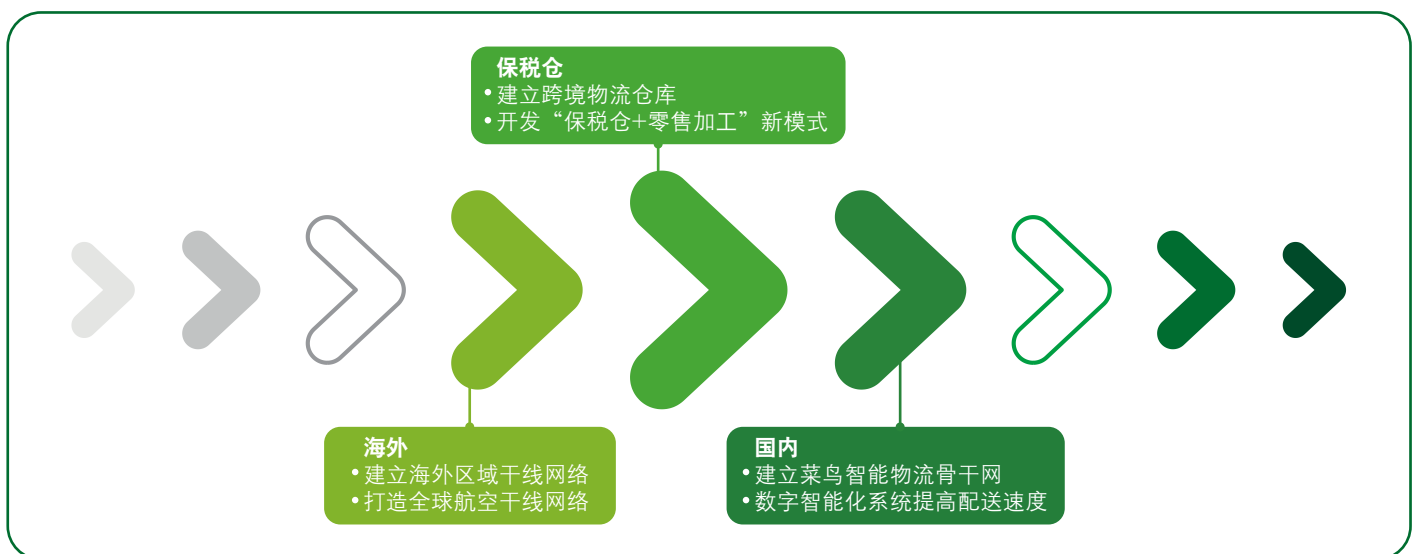 保税仓
•建立跨境物流仓库
•开发“保税仓+零售加工”新模式
海外
•建立海外区域干线网络
•打造全球航空干线网络
国内
•建立菜鸟智能物流骨干网
•数字智能化系统提高配送速度